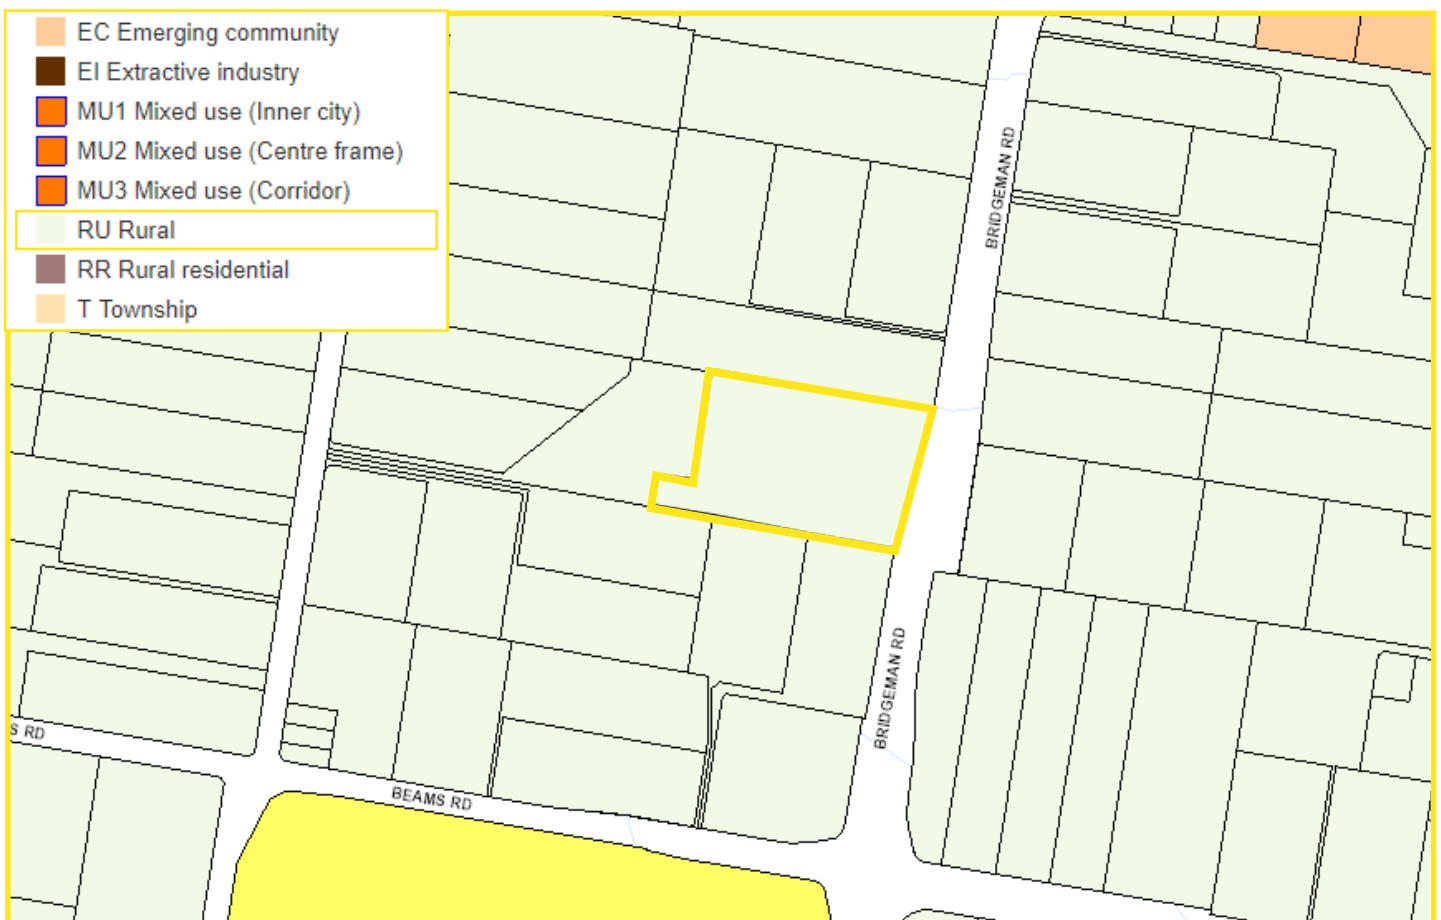 EC Emerging community
EI Extractive industry
MU1 Mixed use (Inner city)
MU2 Mixed use (Centre frame)
MU3 Mixed use (Corridor)
RU Rural
RR Rural residential
T Township
BRIDGEMAN RD
BRIDGEMAN RD
S RD
BEAMS RD